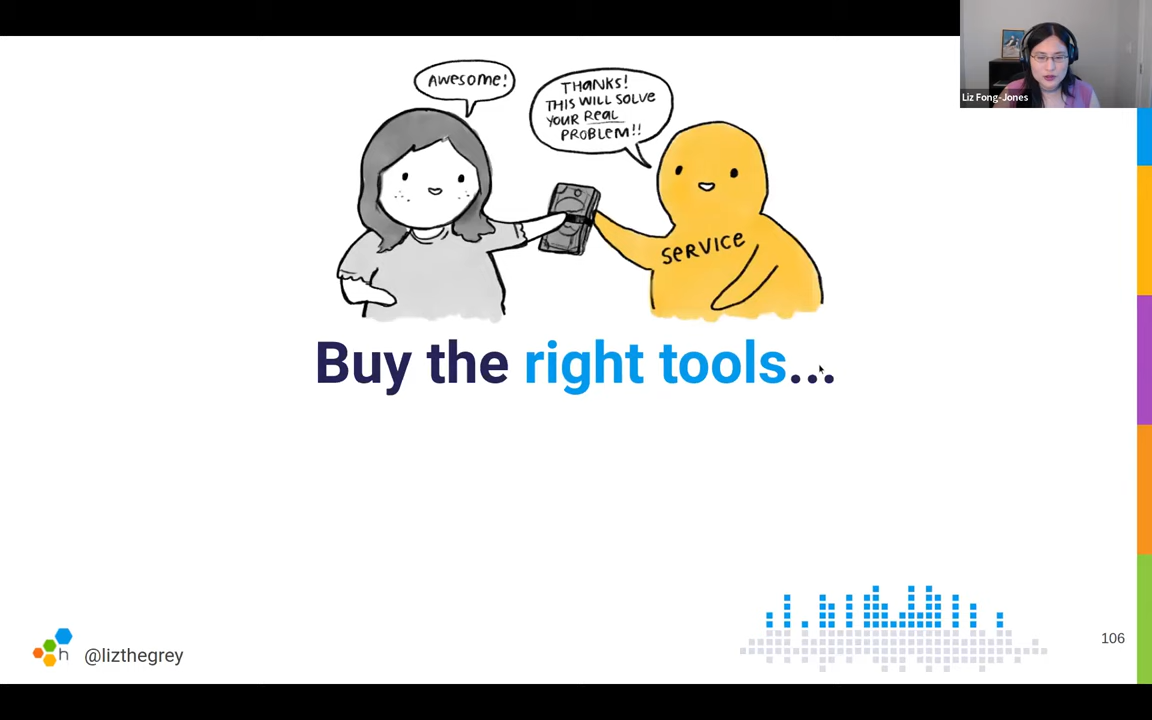 Liz Fong-Jones
AWESOME!
THANKS!
THIS WILL SOLVE
YOUR REAL
PROBLEM!!
SERVICE
Buy the right tools...
h
@lizthegrey
106